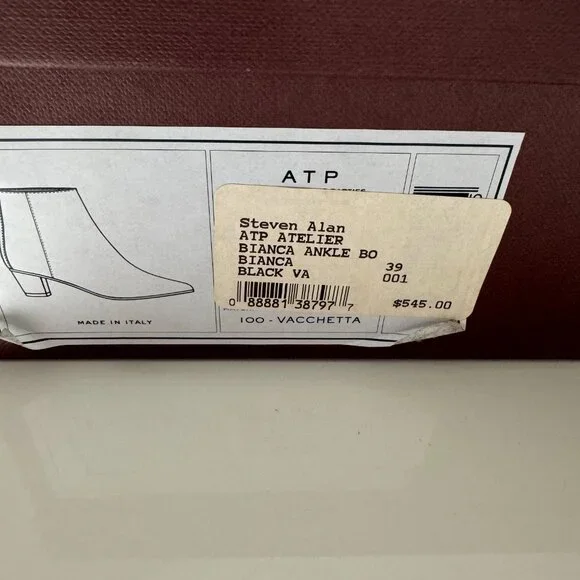 ATP
Steven Alan
ATP ATELIER
BIANCA ANKLE BO
BIANCA 39
BLACK VA 001
0 88881 38797 7
$545.00
MADE IN ITALY
100 - VACCHETTA